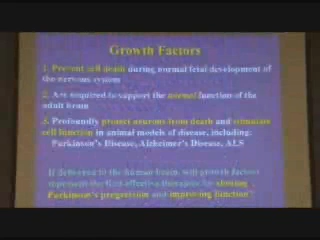 Growth Factors
1. Prevent cell death during normal fetal development of
the nervous system
2. Are required to support the normal function of the
adult brain
3. Profoundly protect neurons from death and stimulate
cell function in animal models of disease, including:
Parkinson's Disease, Alzheimer's Disease, ALS
If delivered to the human brain, will growth factors
represent the first effective therapies by slowing
Parkinson's progression and improving function?